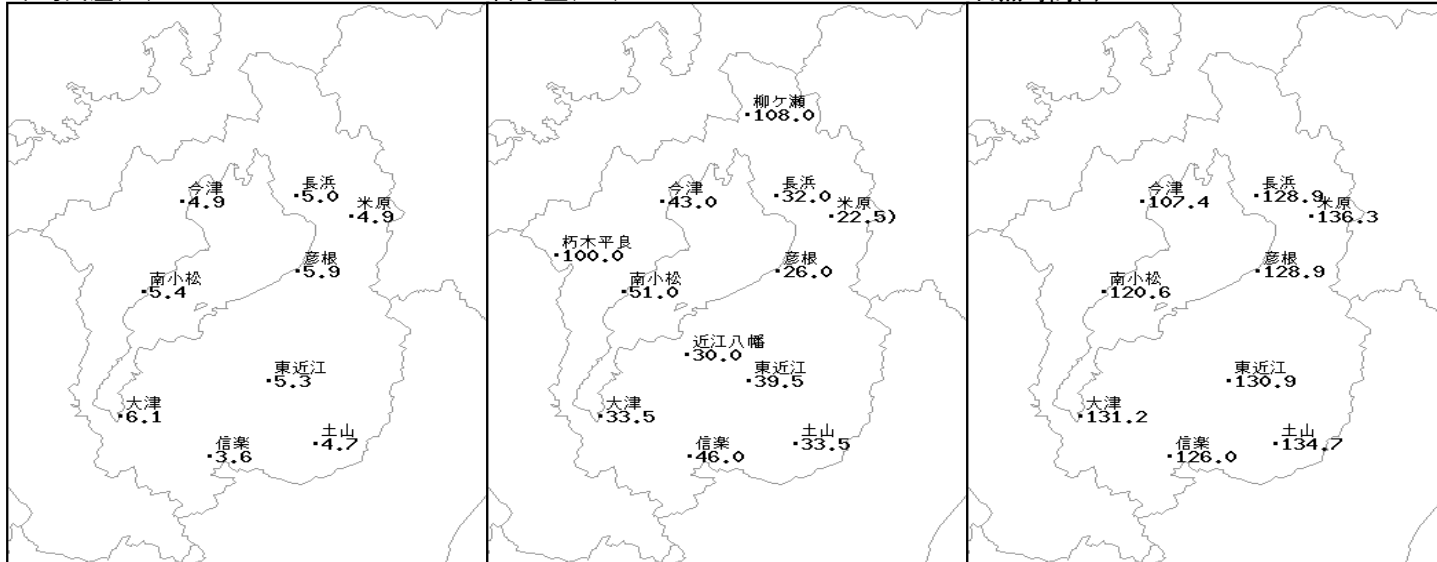 今津
4.9
長浜
5.0
米原
4.9
彦根
5.9
南小松
5.4
東近江
5.3
大津
6.1
土山
4.7
信楽
3.6
柳ケ瀬
108.0
今津
43.0
長浜
32.0
米原
22.5)
朽木平良
100.0
彦根
26.0
南小松
51.0
近江八幡
30.0
東近江
39.5
大津
33.5
土山
33.5
信楽
46.0
今津
107.4
長浜
128.9
米原
136.3
彦根
128.9
南小松
120.6
東近江
130.9
大津
131.2
土山
134.7
信楽
126.0